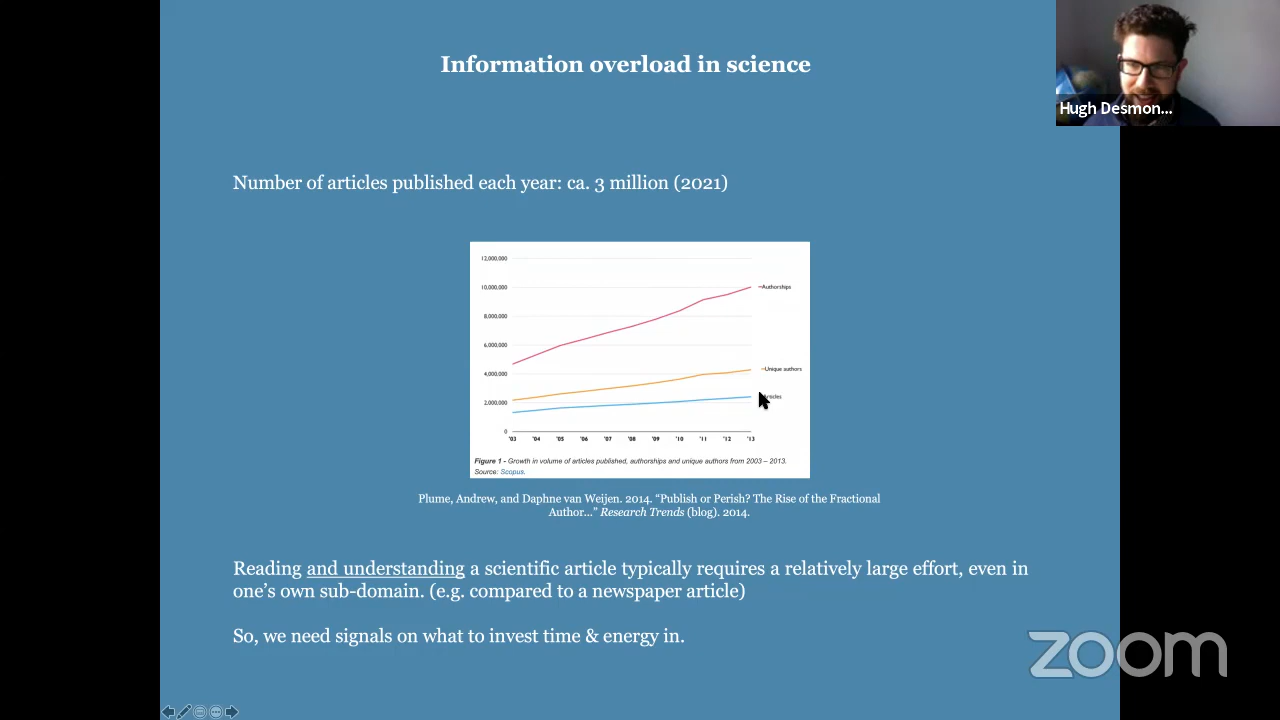 Information overload in science
Hugh Desmon...
Number of articles published each year: ca. 3 million (2021)
12,000,000
10,000,000
8,000,000
6,000,000
4,000,000
2,000,000
0
Authorships
Unique authors
'03 '04 '05 '06 '07 '08 '09 '10 '11 '12 '13
Figure 1 - Growth in volume of articles published, authorships and unique authors from 2003 – 2013.
Source: Scopus.
Plume, Andrew, and Daphne van Weijen. 2014. “Publish or Perish? The Rise of the Fractional
Author…” Research Trends (blog). 2014.
Reading and understanding a scientific article typically requires a relatively large effort, even in
one’s own sub-domain. (e.g. compared to a newspaper article)
So, we need signals on what to invest time & energy in.
zoom